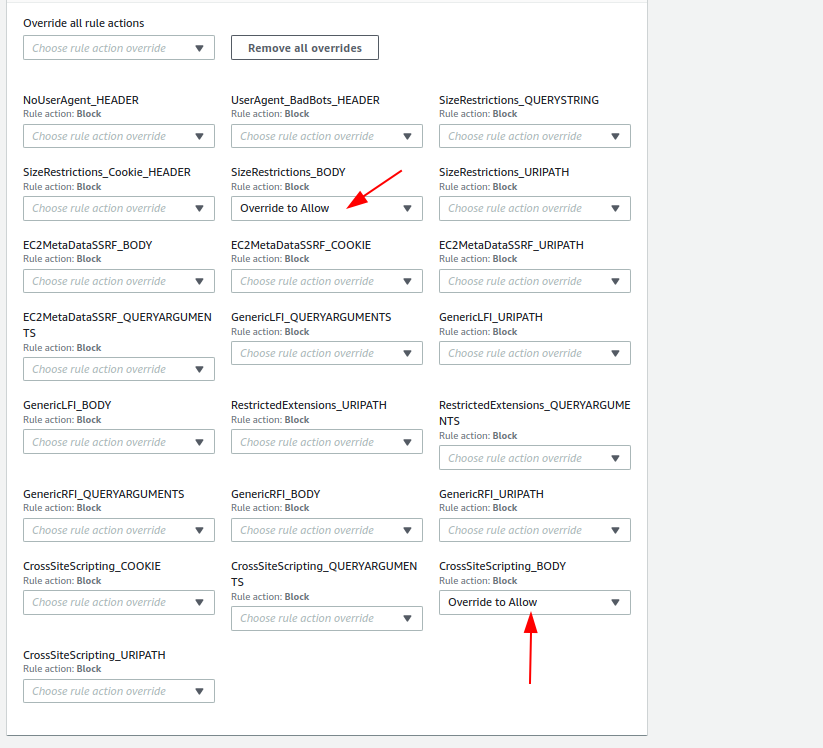 Override all rule actions
Choose rule action override
Remove all overrides
NoUserAgent_HEADER
Rule action: Block
Choose rule action override
UserAgent_BadBots_HEADER
Rule action: Block
Choose rule action override
SizeRestrictions_QUERYSTRING
Rule action: Block
Choose rule action override
SizeRestrictions_Cookie_HEADER
Rule action: Block
Choose rule action override
SizeRestrictions_BODY
Rule action: Block
Override to Allow
SizeRestrictions_URIPATH
Rule action: Block
Choose rule action override
EC2MetaDataSSRF_BODY
Rule action: Block
Choose rule action override
EC2MetaDataSSRF_COOKIE
Rule action: Block
Choose rule action override
EC2MetaDataSSRF_URIPATH
Rule action: Block
Choose rule action override
EC2MetaDataSSRF_QUERYARGUMEN
TS
Rule action: Block
Choose rule action override
GenericLFI_QUERYARGUMENTS
Rule action: Block
Choose rule action override
GenericLFI_URIPATH
Rule action: Block
Choose rule action override
GenericLFI_BODY
Rule action: Block
Choose rule action override
RestrictedExtensions_URIPATH
Rule action: Block
Choose rule action override
RestrictedExtensions_QUERYARGUME
NTS
Rule action: Block
Choose rule action override
GenericRFI_QUERYARGUMENTS
Rule action: Block
Choose rule action override
GenericRFI_BODY
Rule action: Block
Choose rule action override
GenericRFI_URIPATH
Rule action: Block
Choose rule action override
CrossSiteScripting_COOKIE
Rule action: Block
Choose rule action override
CrossSiteScripting_QUERYARGUMEN
TS
Rule action: Block
Choose rule action override
CrossSiteScripting_BODY
Rule action: Block
Override to Allow
CrossSiteScripting_URIPATH
Rule action: Block
Choose rule action override